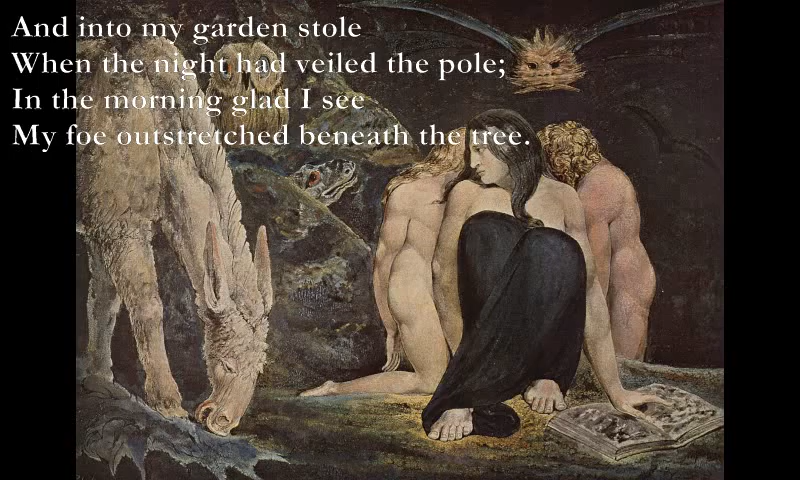 And into my garden stole
When the night had veiled the pole;
In the morning glad I see
My foe outstretched beneath the tree.